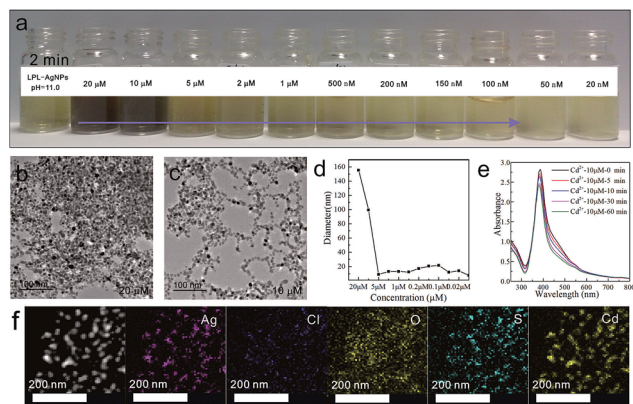 a
2 min
LPL-AgNPs
pH=11.0
20 μM
10 μM
5 μM
2 μM
1 μM
500 nM
200 nM
150 nM
100 nM
50 nM
20 nM
b
100 nm
20 μM
c
100 nm
10 μM
d
Diameter(nm)
160
140
120
100
80
60
40
20
0
20μM
5μM
1μM
0.2μM
0.1μM
0.02μM
Concentration (μM)
e
Absorbance
3.0
2.5
2.0
1.5
1.0
0.5
0.0
300
400
500
600
700
800
Wavelength (nm)
Cd²⁺-10μM-0 min
Cd²⁺-10μM-5 min
Cd²⁺-10μM-10 min
Cd²⁺-10μM-30 min
Cd²⁺-10μM-60 min
f
200 nm
Ag
200 nm
Cl
200 nm
O
200 nm
S
200 nm
Cd
200 nm